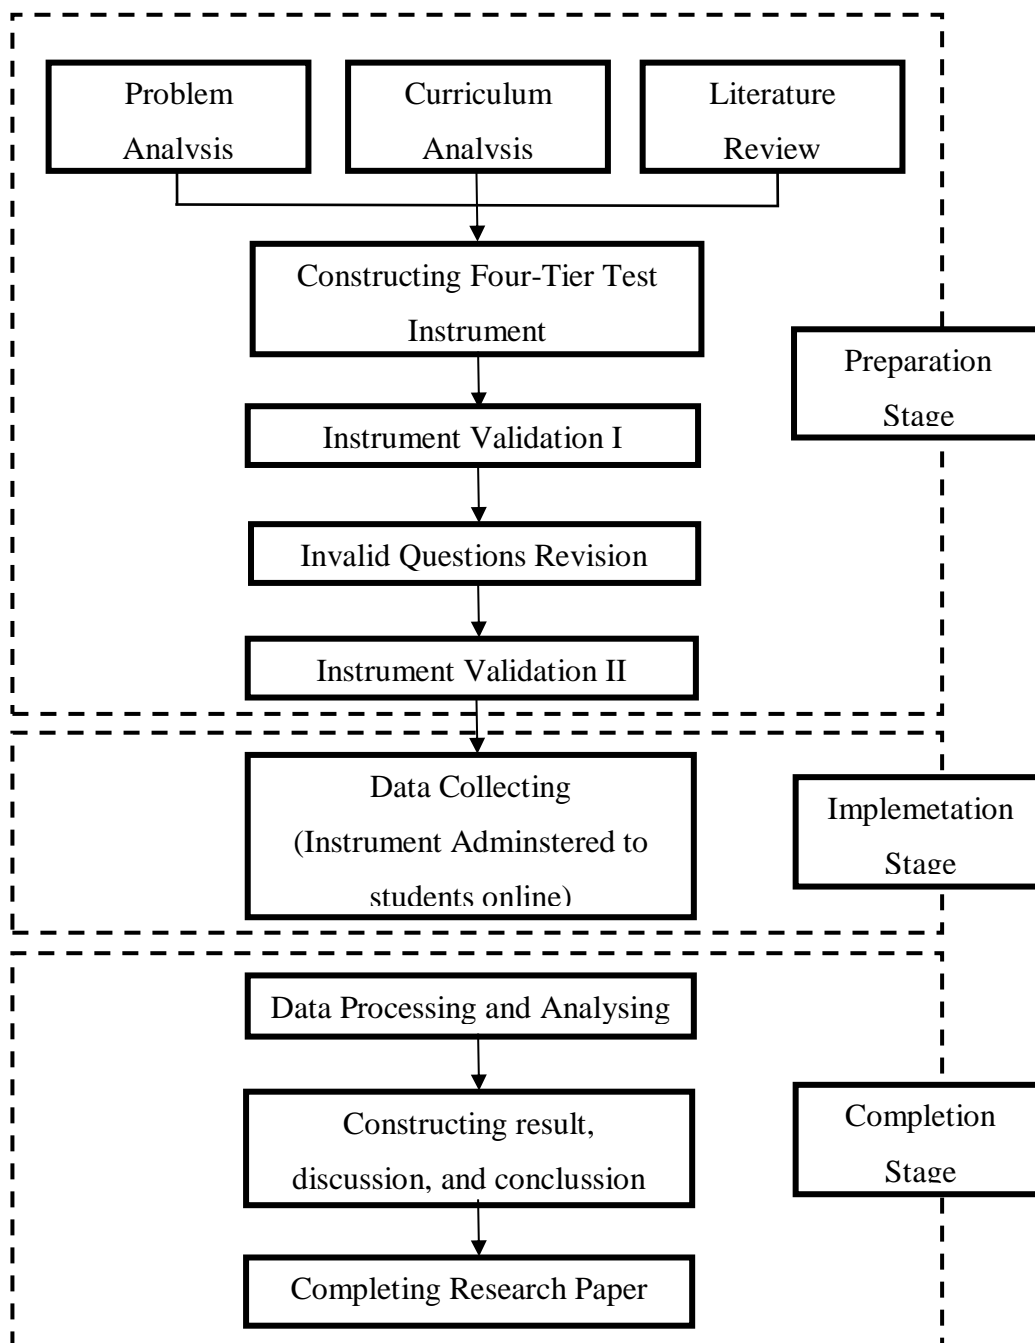 Problem
Analysis
Curriculum
Analysis
Literature
Review
Constructing Four-Tier Test
Instrument
Preparation
Stage
Instrument Validation I
Invalid Questions Revision
Instrument Validation II
Data Collecting
(Instrument Adminstered to
students online)
Implemetation
Stage
Data Processing and Analysing
Constructing result,
discussion, and conclussion
Completion
Stage
Completing Research Paper